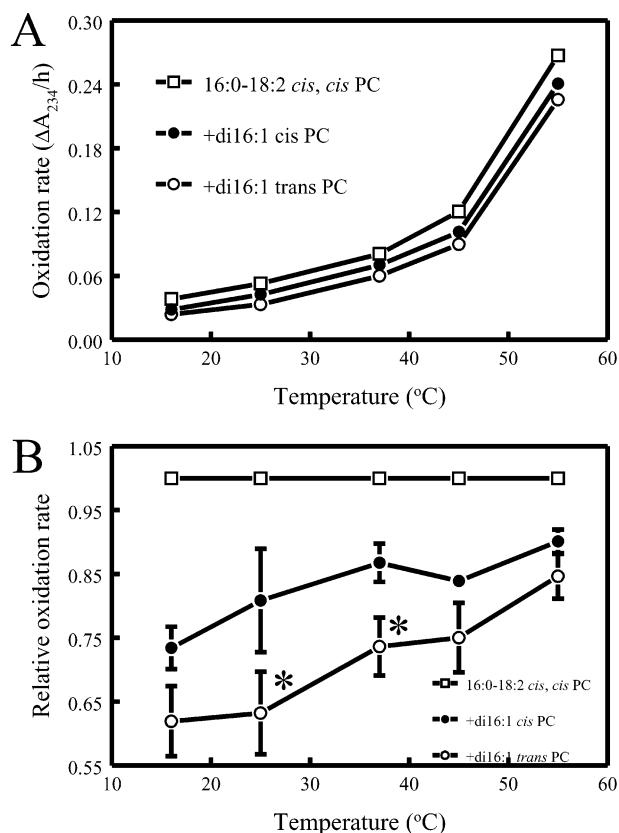 A
0.30
0.24
0.18
0.12
0.06
0.00
Oxidation rate (ΔA234/h)
16:0-18:2 cis, cis PC
+di16:1 cis PC
+di16:1 trans PC
10 20 30 40 50 60
Temperature (°C)
B
1.05
0.95
0.85
0.75
0.65
0.55
Relative oxidation rate
*
*
16:0-18:2 cis, cis PC
+di16:1 cis PC
+di16:1 trans PC
10 20 30 40 50 60
Temperature (°C)